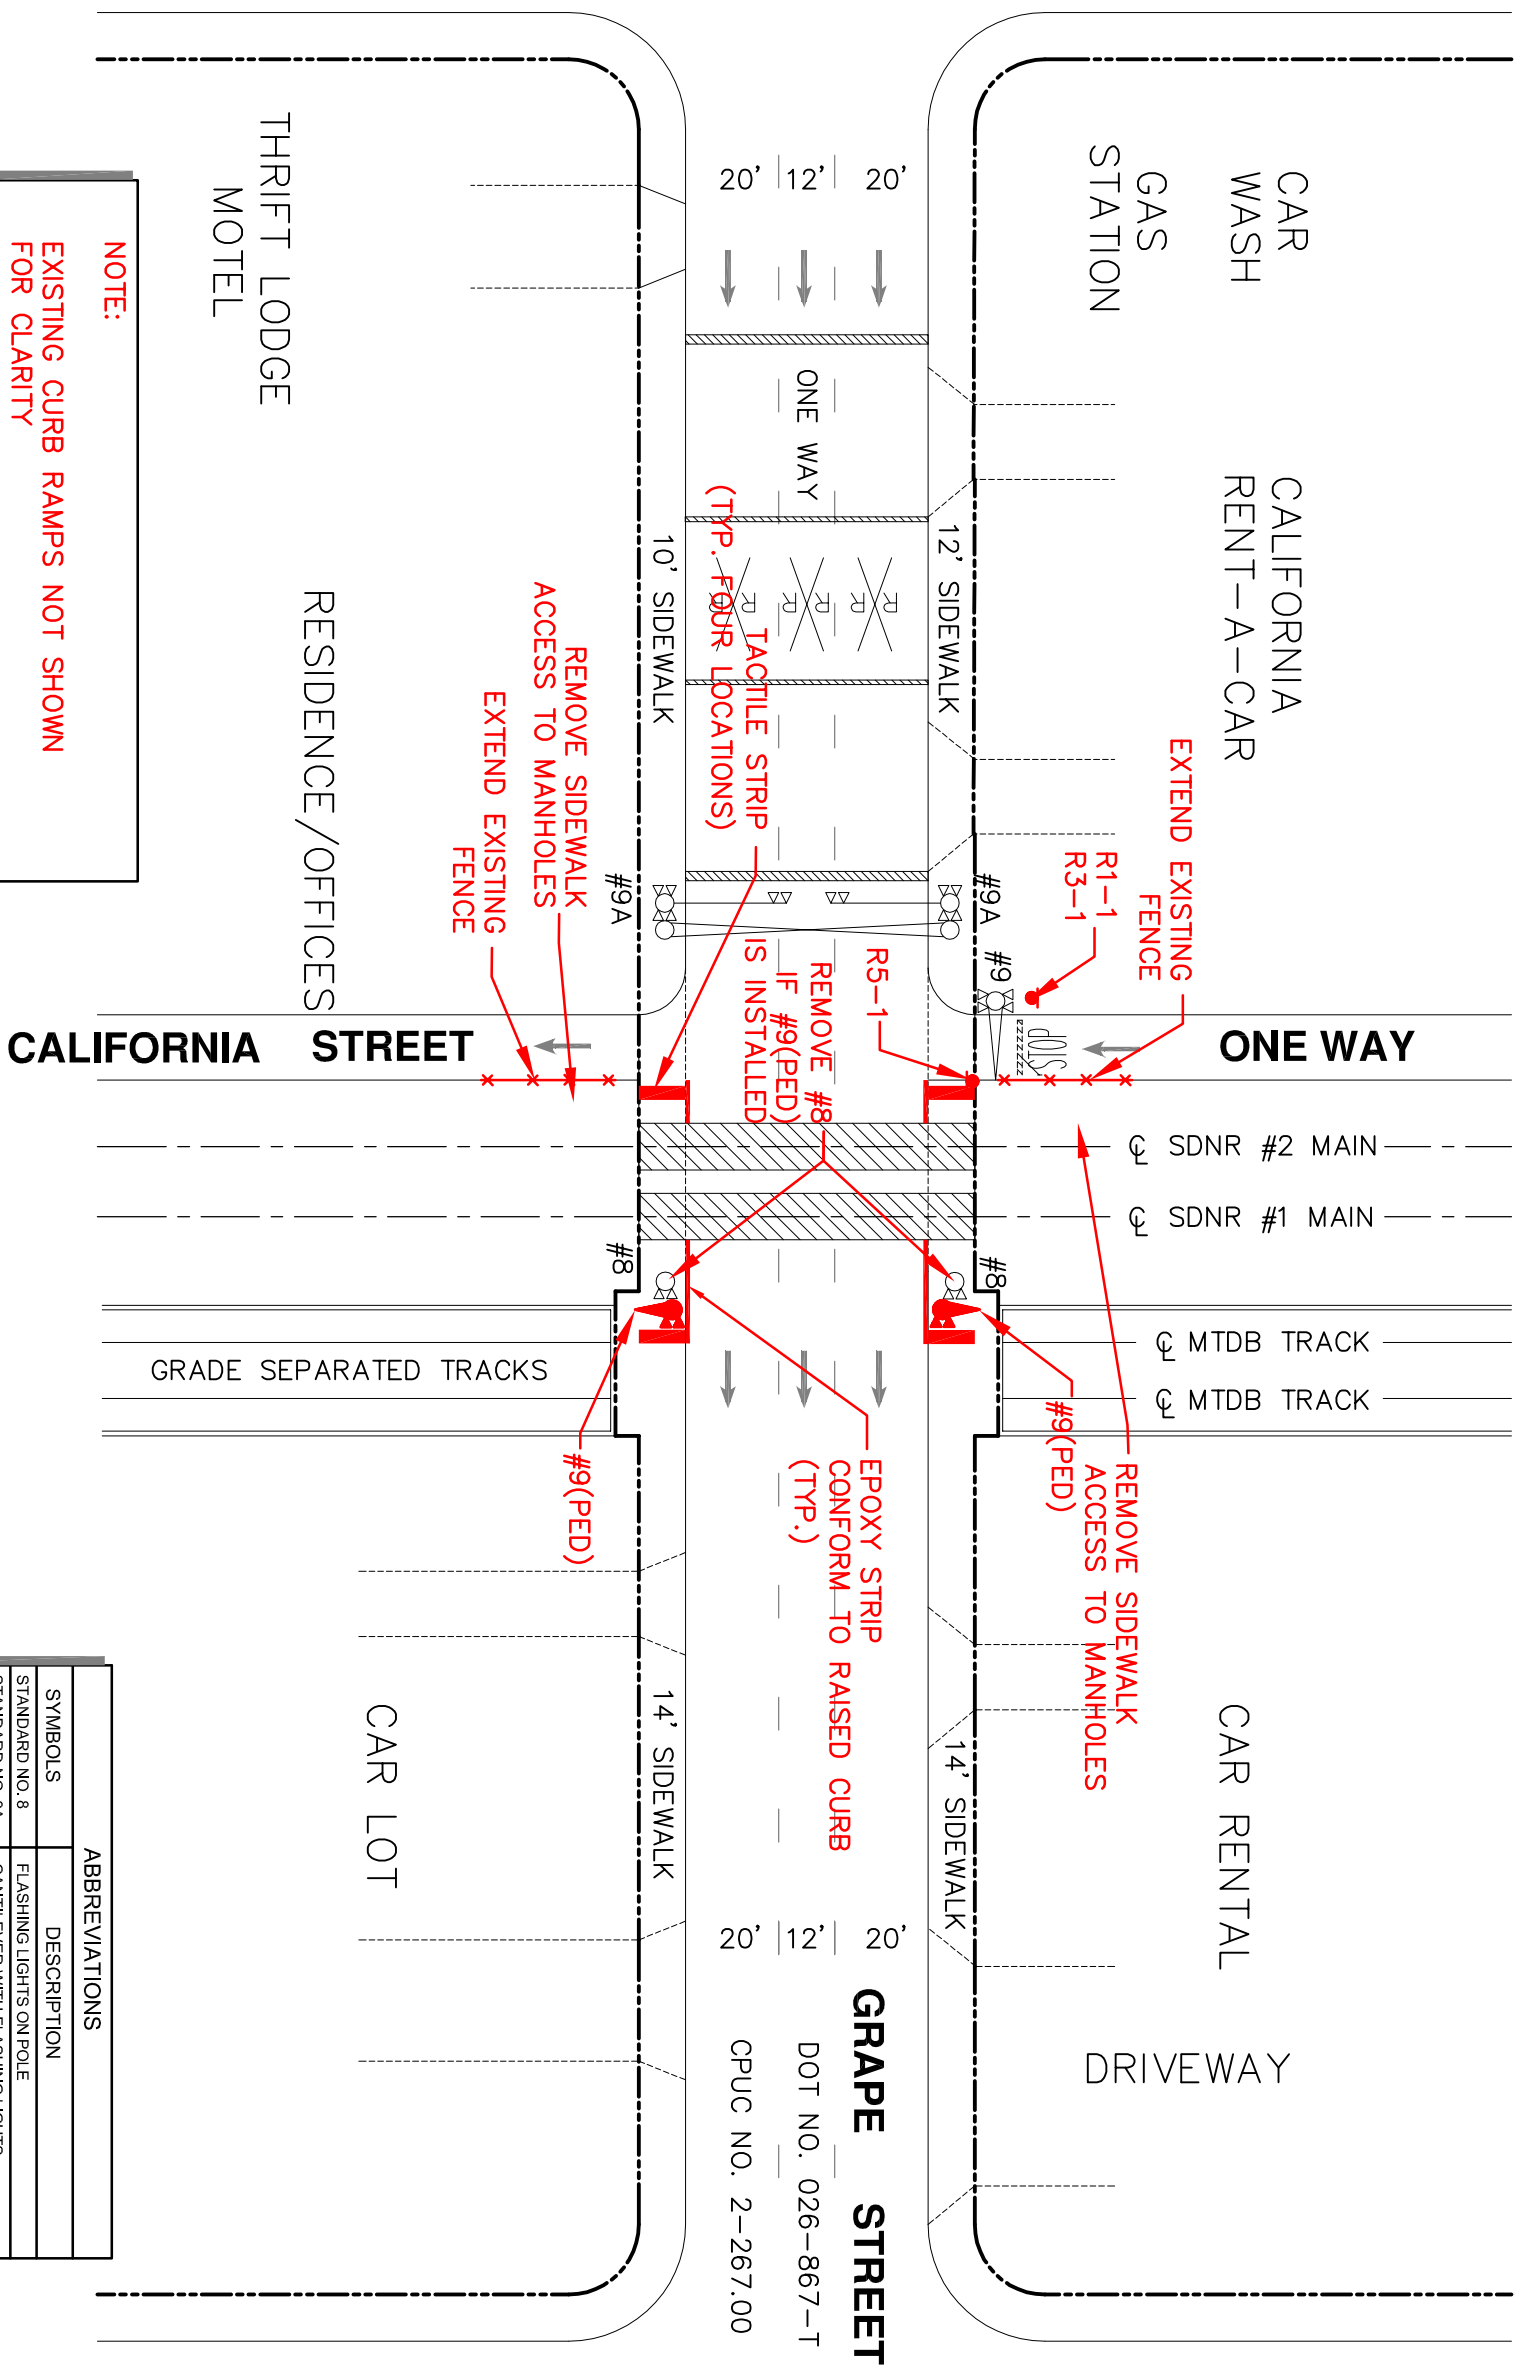 CAR
WASH
GAS
STATION
CALIFORNIA
RENT-A-CAR
EXTEND EXISTING
FENCE
R1-1
R3-1
#9
STOP
ONE WAY
℄ SDNR #2 MAIN
℄ SDNR #1 MAIN
℄ MTDB TRACK
℄ MTDB TRACK
REMOVE SIDEWALK
ACCESS TO MANHOLES
#9(PED)
CAR RENTAL
DRIVEWAY
12' SIDEWALK
#9A
#8
14' SIDEWALK
20'
12'
20'
ONE WAY
R R
R R
R R
R5-1
REMOVE #8
IF #9(PED)
IS INSTALLED
TACTILE STRIP
(TYP. FOUR LOCATIONS)
EPOXY STRIP
CONFORM TO RAISED CURB
(TYP.)
20'
12'
20'
GRAPE STREET
DOT NO. 026-867-T
CPUC NO. 2-267.00
10' SIDEWALK
#9A
#8
14' SIDEWALK
REMOVE SIDEWALK
ACCESS TO MANHOLES
EXTEND EXISTING
FENCE
#9(PED)
THRIFT LODGE
MOTEL
RESIDENCE/OFFICES
CALIFORNIA STREET
GRADE SEPARATED TRACKS
CAR LOT
NOTE:
EXISTING CURB RAMPS NOT SHOWN
FOR CLARITY
ABBREVIATIONS
SYMBOLS DESCRIPTION
STANDARD NO. 8 FLASHING LIGHTS ON POLE